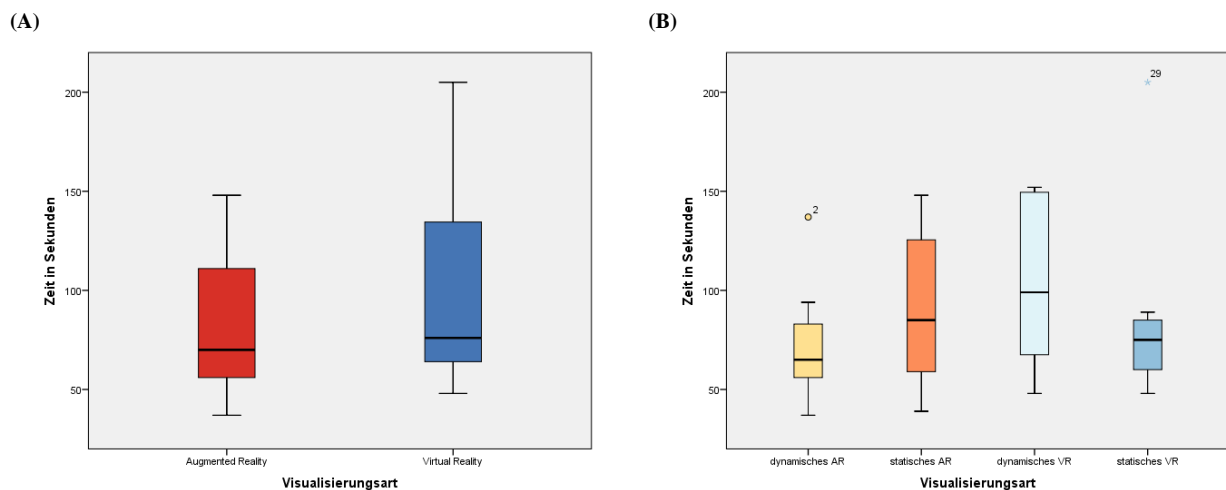 (A)
Zeit in Sekunden
200
150
100
50
Augmented Reality
Virtual Reality
Visualisierungsart
(B)
Zeit in Sekunden
200
150
100
50
29
2
dynamisches AR
statisches AR
dynamisches VR
statisches VR
Visualisierungsart